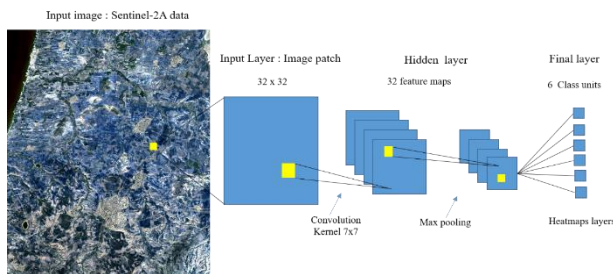 Input image : Sentinel-2A data
Input Layer : Image patch
32 x 32
Hidden layer
32 feature maps
Final layer
6 Class units
Convolution
Kernel 7x7
Max pooling
Heatmaps layers